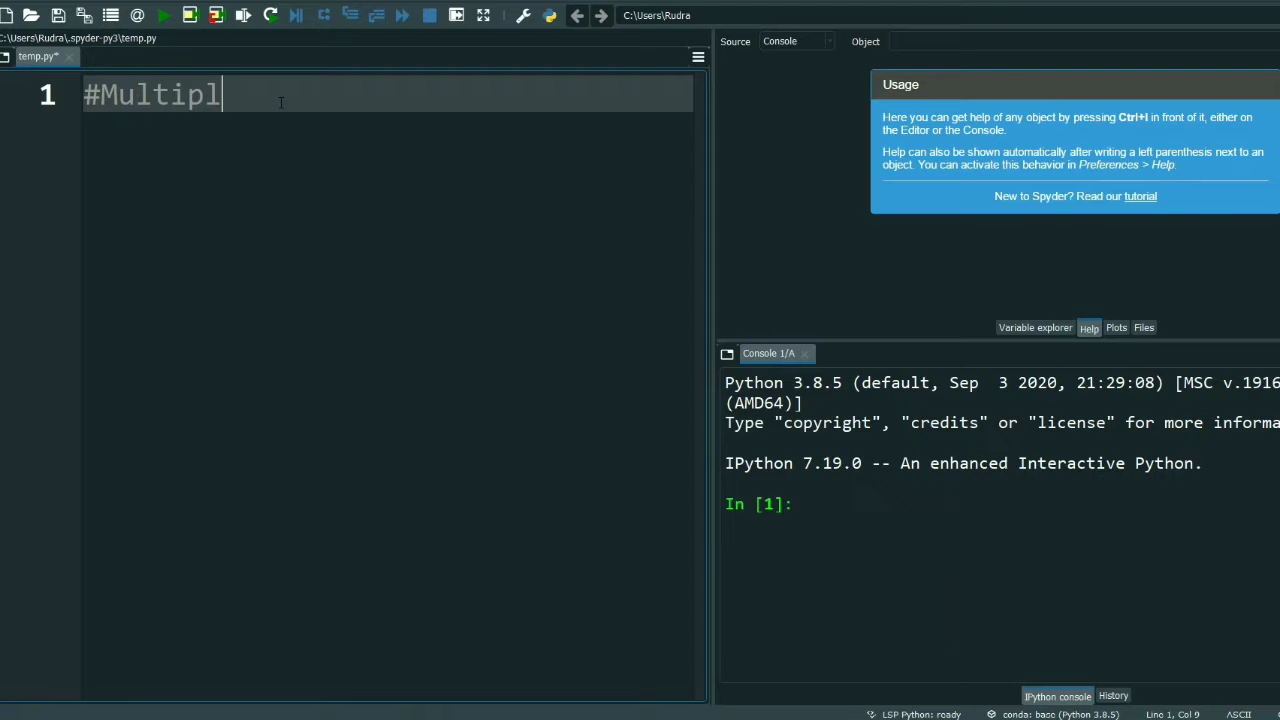 C:\Users\Rudra
C:\Users\Rudra\.spyder-py3\temp.py
temp.py*
1 #Multipl
Source Console Object
Usage
Here you can get help of any object by pressing Ctrl+I in front of it, either on
the Editor or the Console.
Help can also be shown automatically after writing a left parenthesis next to an
object. You can activate this behavior in Preferences > Help.
New to Spyder? Read our tutorial
Variable explorer Help Plots Files
Console 1/A
Python 3.8.5 (default, Sep 3 2020, 21:29:08) [MSC v.1916
(AMD64)]
Type "copyright", "credits" or "license" for more informa
IPython 7.19.0 -- An enhanced Interactive Python.
In [1]:
IPython console History
LSP Python: ready conda: base (Python 3.8.5) Line 1, Col 9 ASCII